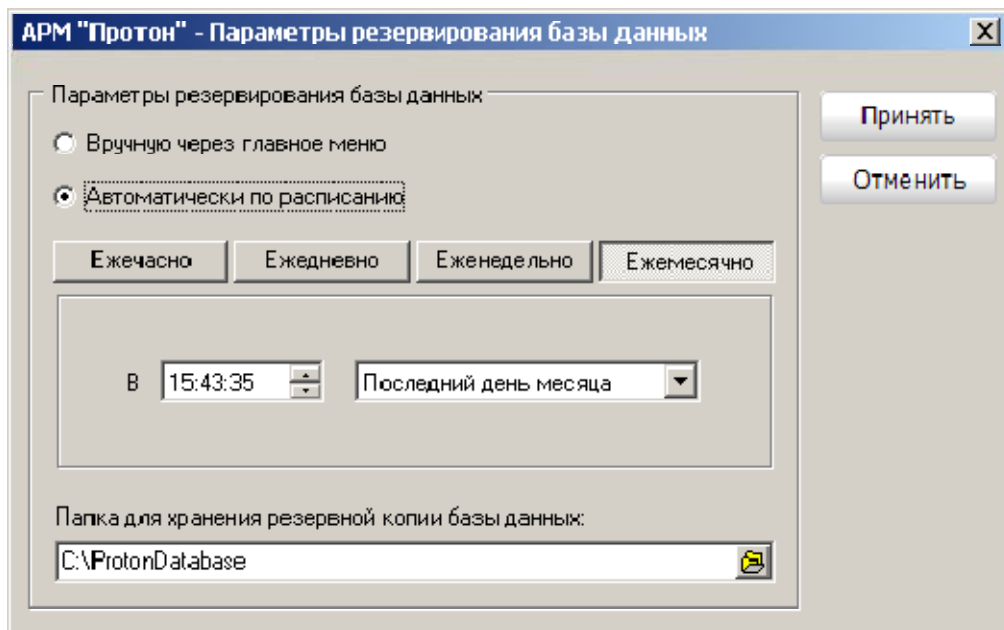 АРМ "Протон" - Параметры резервирования базы данных
Параметры резервирования базы данных
Вручную через главное меню
Автоматически по расписанию
Ежечасно Ежедневно Еженедельно Ежемесячно
В 15:43:35 Последний день месяца
Папка для хранения резервной копии базы данных:
C:\ProtonDatabase
Принять
Отменить